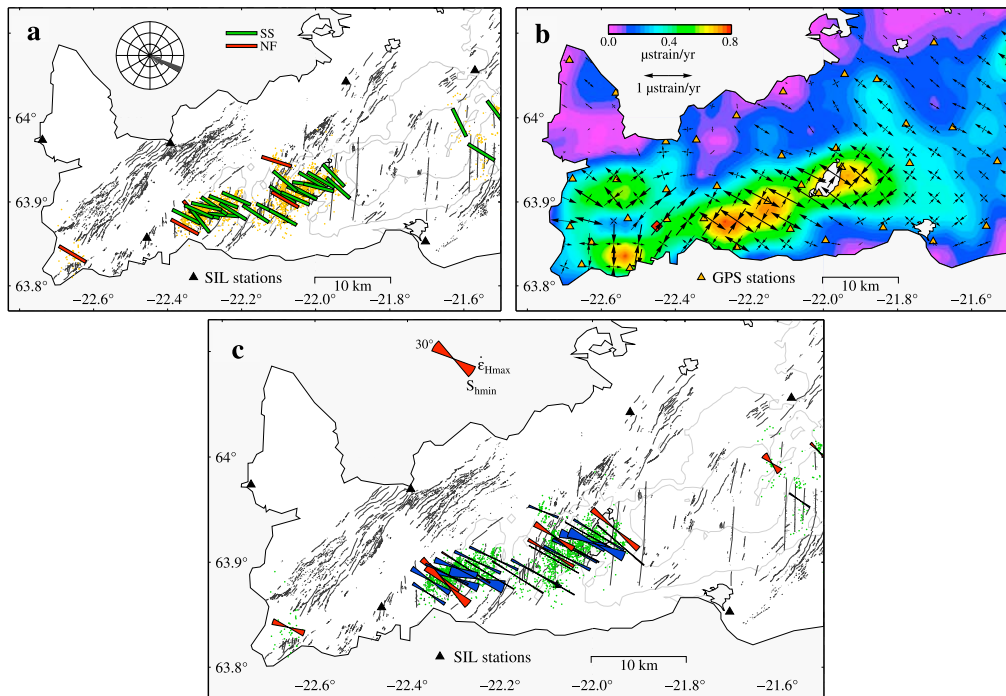 a
SS
NF
64°
63.9°
63.8°
SIL stations
10 km
−22.6°
−22.4°
−22.2°
−22.0°
−21.8°
−21.6°
b
0.0
0.4
0.8
μstrain/yr
1 μstrain/yr
64°
63.9°
63.8°
GPS stations
10 km
−22.6°
−22.4°
−22.2°
−22.0°
−21.8°
−21.6°
c
30°
ε̇Hmax
Shmin
64°
63.9°
63.8°
SIL stations
10 km
−22.6°
−22.4°
−22.2°
−22.0°
−21.8°
−21.6°